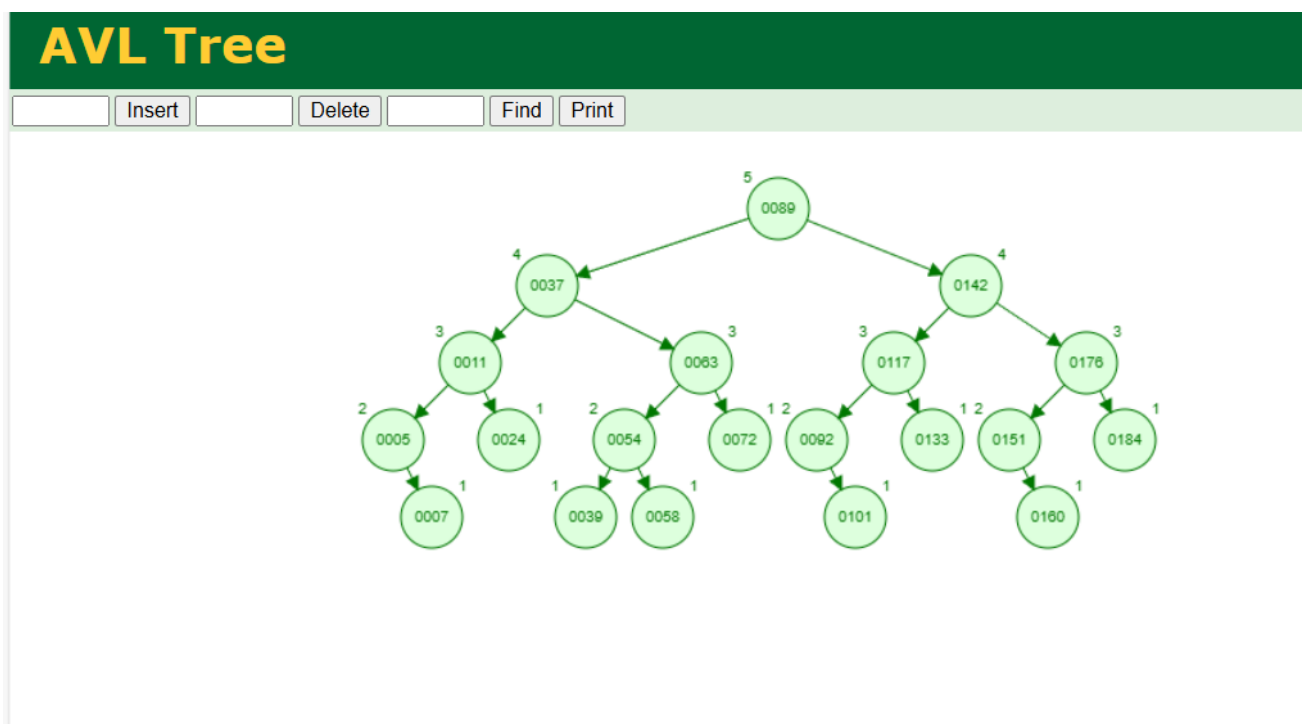 AVL Tree
Insert Delete Find Print
5
0089
4 4
0037 0142
3 3 3 3
0011 0063 0117 0176
2 1 2 1 2 1 2 1
0005 0024 0054 0072 0092 0133 0151 0184
1 1 1 1 1
0007 0039 0058 0101 0160